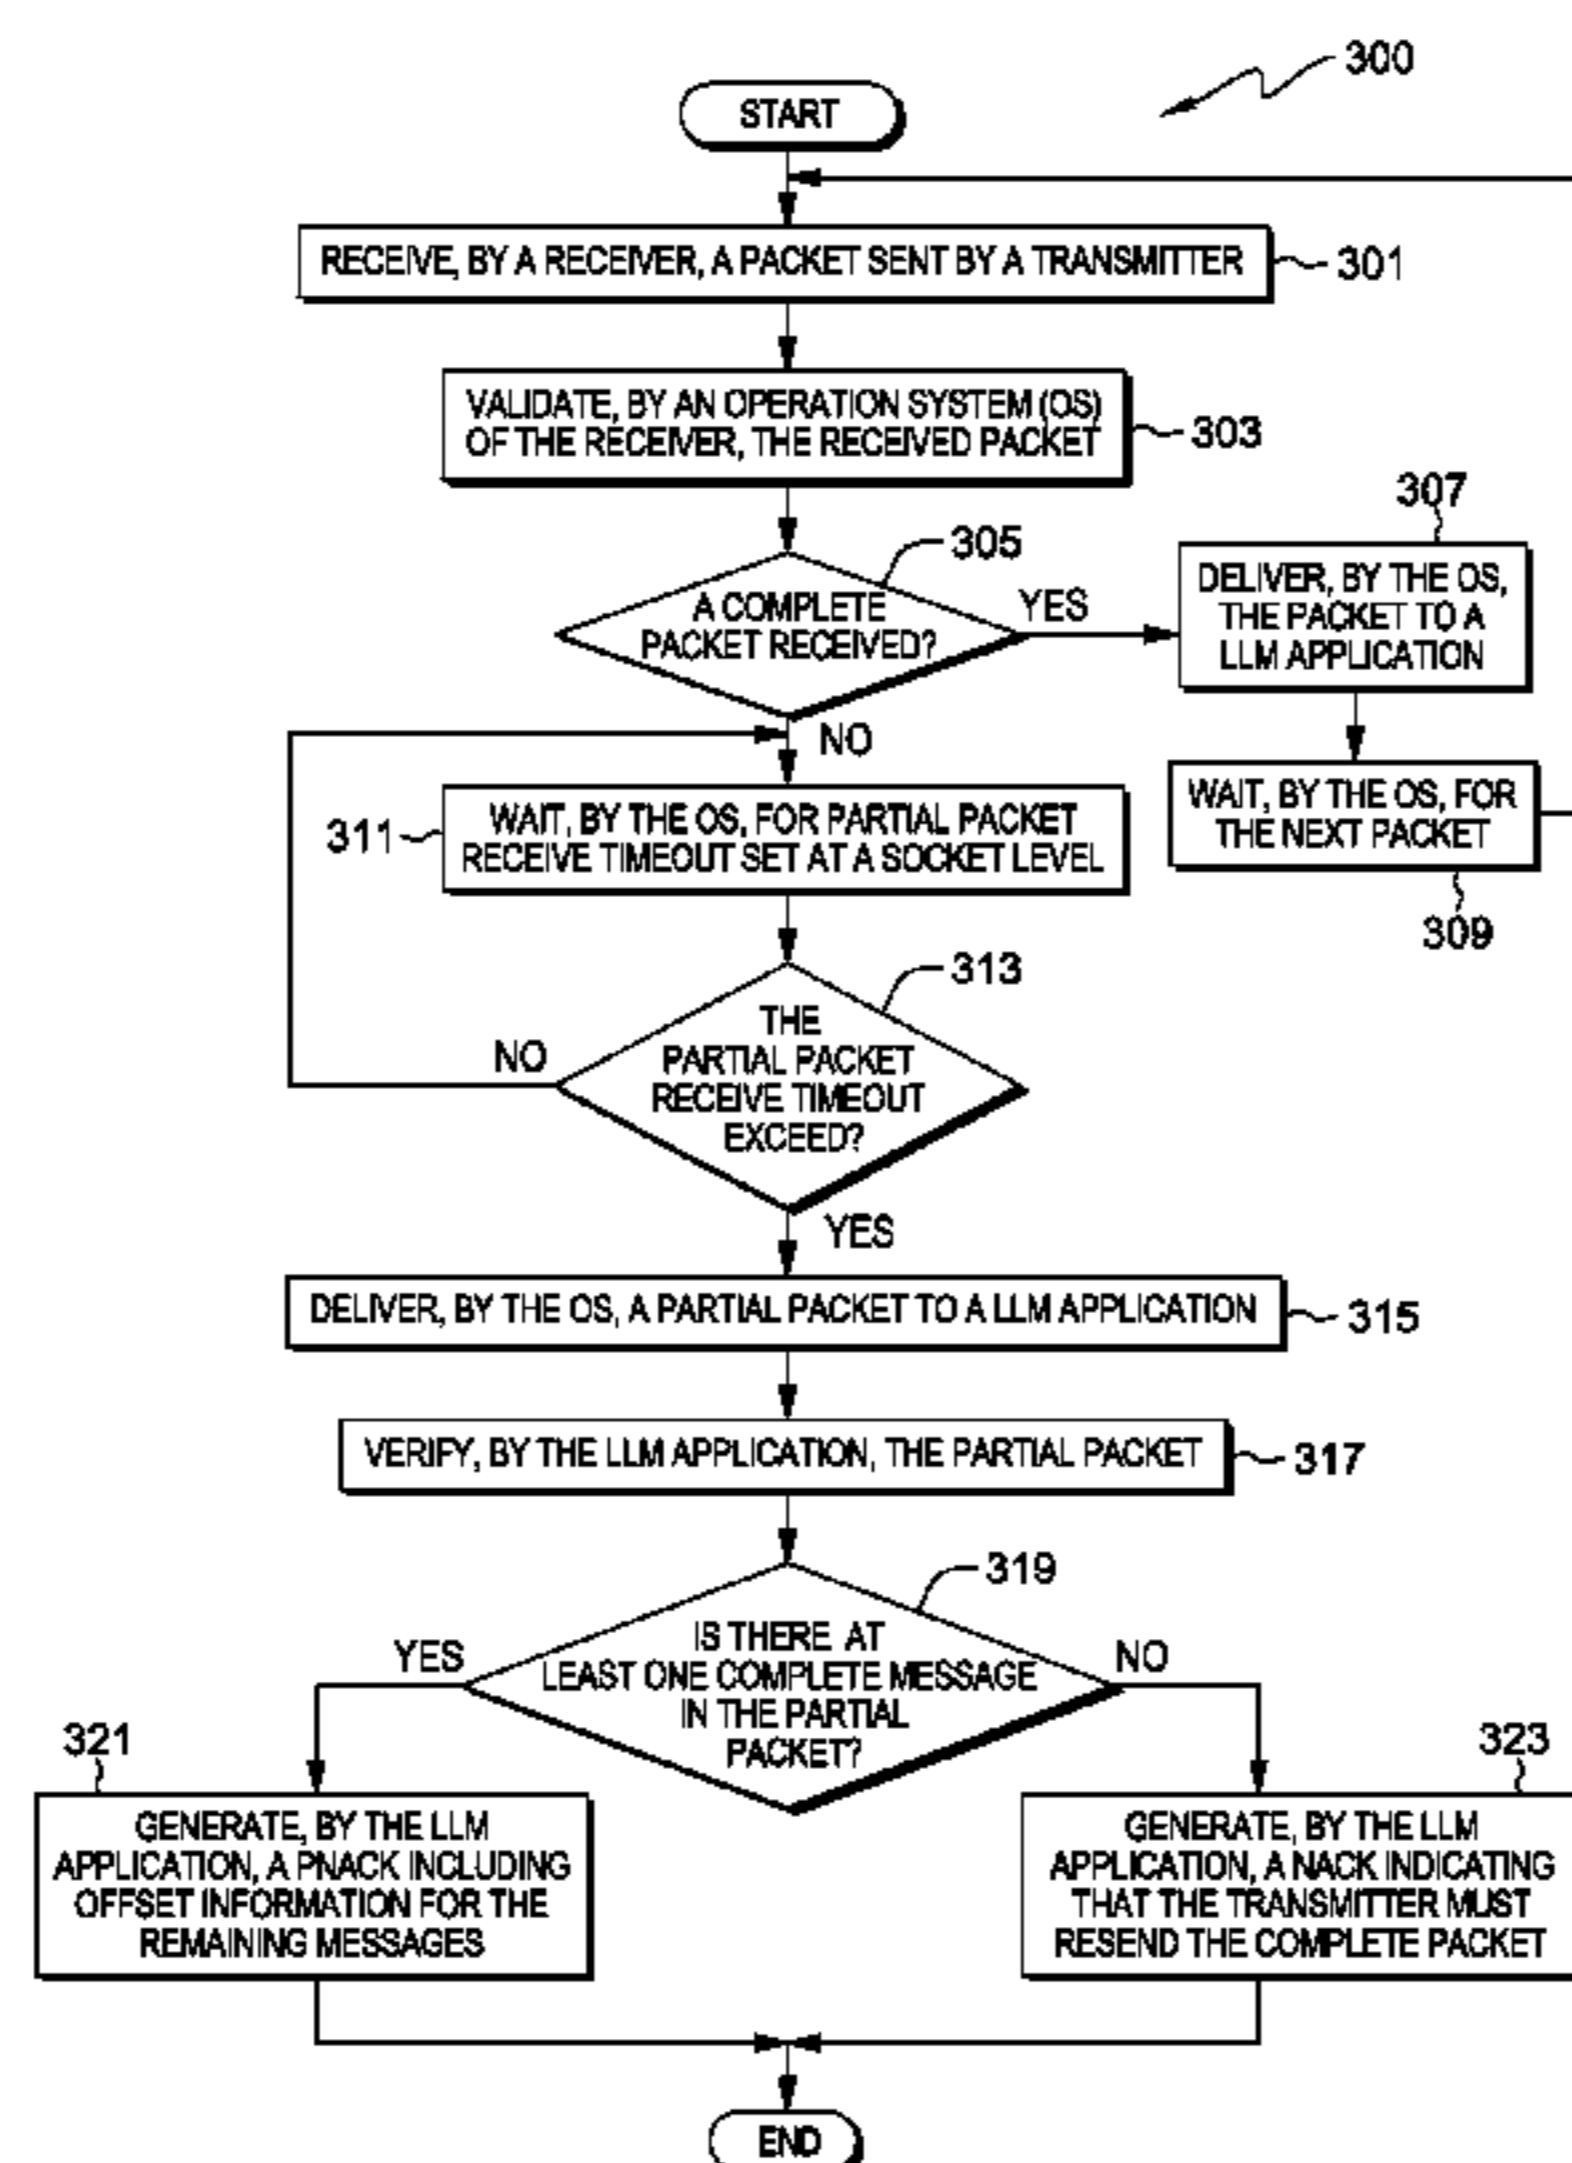 300
START
RECEIVE, BY A RECEIVER, A PACKET SENT BY A TRANSMITTER
301
VALIDATE, BY AN OPERATION SYSTEM (OS)
OF THE RECEIVER, THE RECEIVED PACKET
303
305
A COMPLETE
PACKET RECEIVED?
YES
307
DELIVER, BY THE OS,
THE PACKET TO A
LLM APPLICATION
NO
WAIT, BY THE OS, FOR
THE NEXT PACKET
309
311
WAIT, BY THE OS, FOR PARTIAL PACKET
RECEIVE TIMEOUT SET AT A SOCKET LEVEL
313
THE
PARTIAL PACKET
RECEIVE TIMEOUT
EXCEED?
NO
YES
DELIVER, BY THE OS, A PARTIAL PACKET TO A LLM APPLICATION
315
VERIFY, BY THE LLM APPLICATION, THE PARTIAL PACKET
317
319
IS THERE AT
LEAST ONE COMPLETE MESSAGE
IN THE PARTIAL
PACKET?
YES
NO
321
GENERATE, BY THE LLM
APPLICATION, A PNACK INCLUDING
OFFSET INFORMATION FOR THE
REMAINING MESSAGES
323
GENERATE, BY THE LLM
APPLICATION, A NACK INDICATING
THAT THE TRANSMITTER MUST
RESEND THE COMPLETE PACKET
END